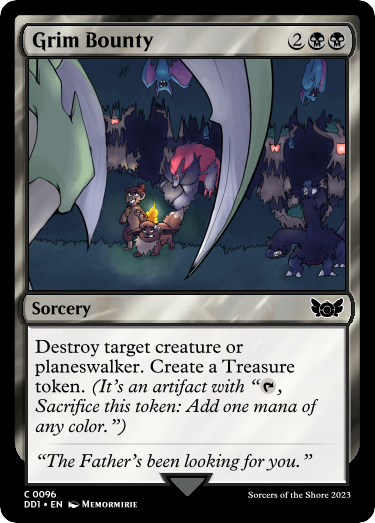 Grim Bounty 2
Sorcery
Destroy target creature or
planeswalker. Create a Treasure
token. (It's an artifact with “,
Sacrifice this token: Add one mana of
any color.”)
“The Father's been looking for you.”
C 0096
DD1 • EN Memormirie
Sorcerers of the Shore 2023